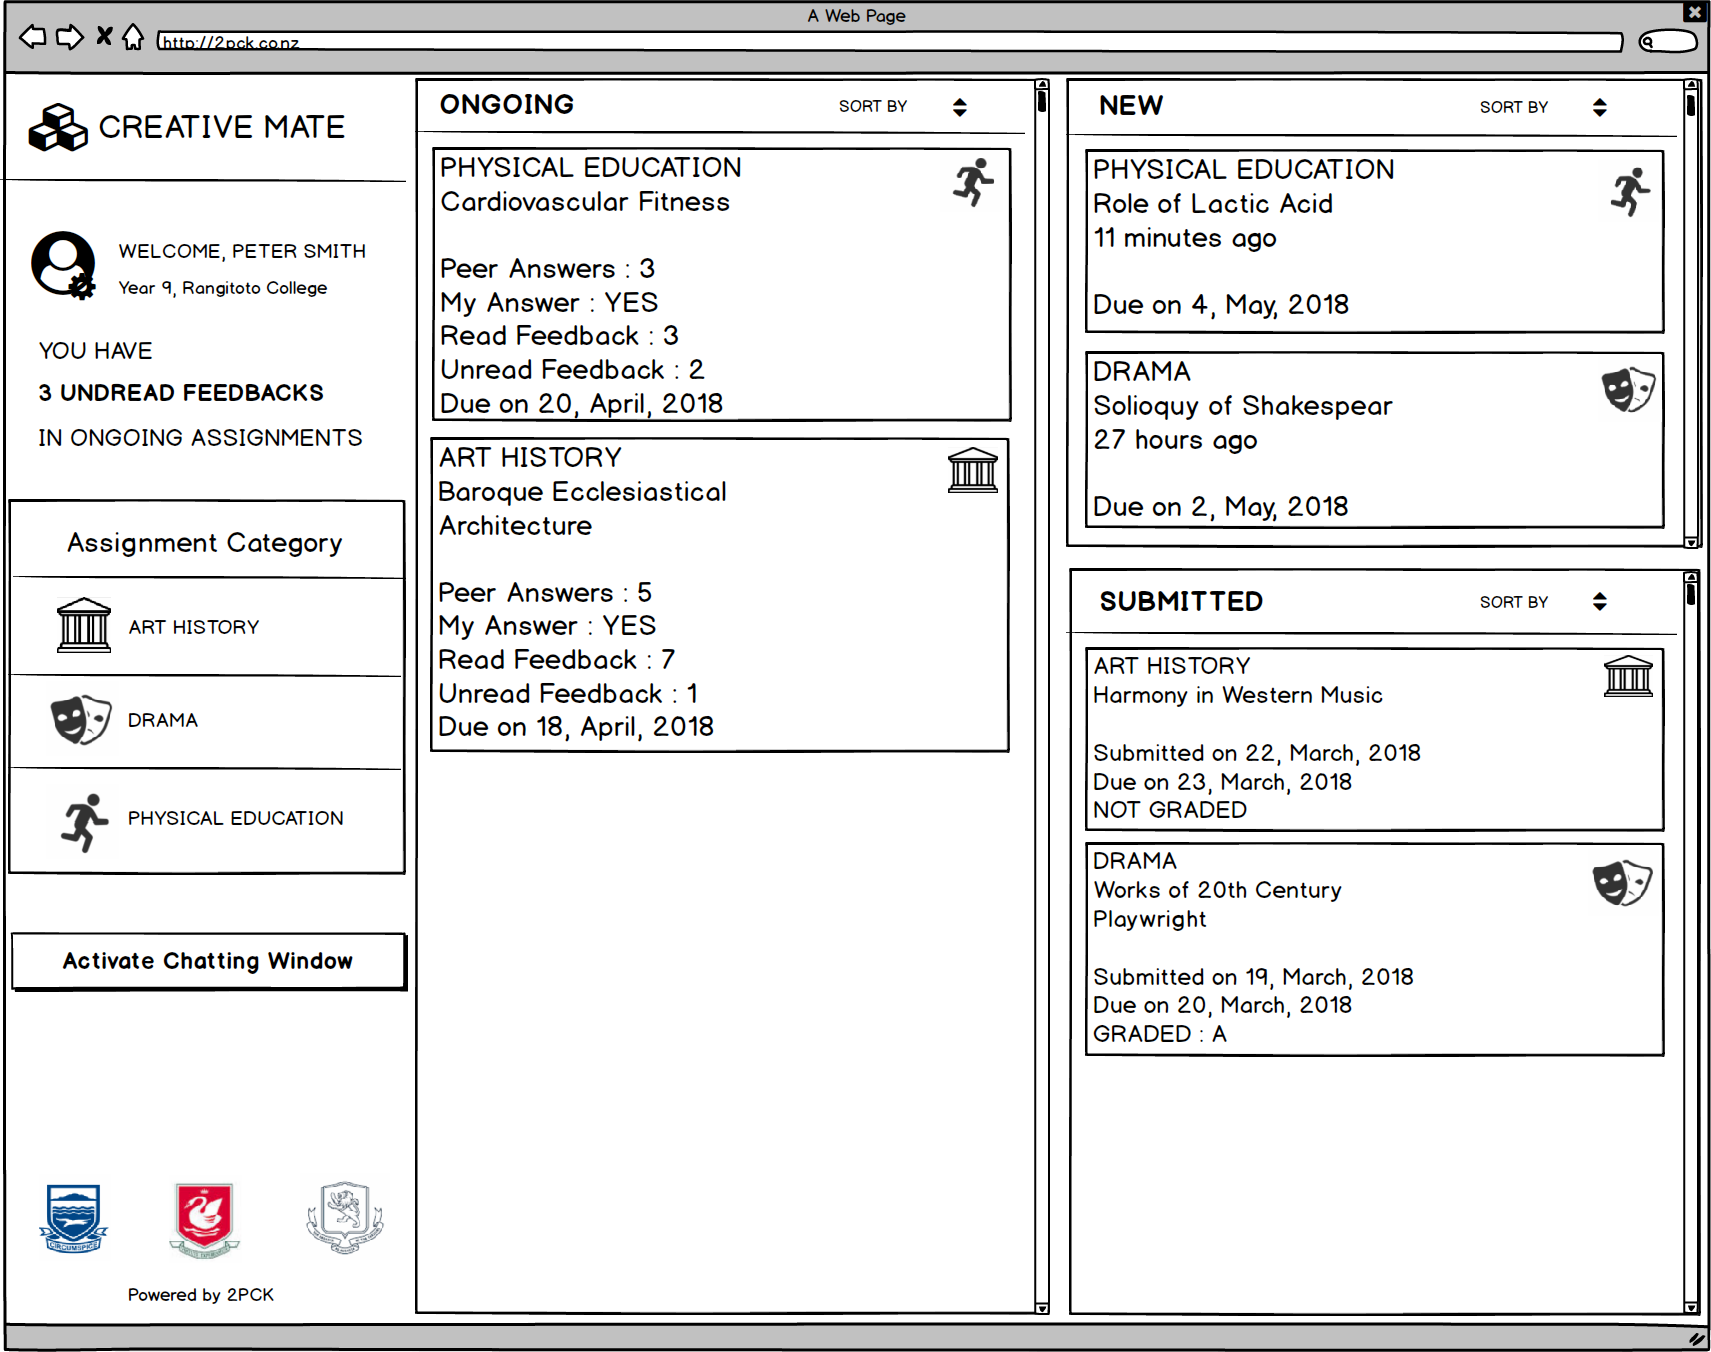 A Web Page
http://2pck.co.nz
CREATIVE MATE
WELCOME, PETER SMITH
Year 9, Rangitoto College
YOU HAVE
3 UNDREAD FEEDBACKS
IN ONGOING ASSIGNMENTS
Assignment Category
ART HISTORY
DRAMA
PHYSICAL EDUCATION
Activate Chatting Window
CIRCUMSPICE
Powered by 2PCK
ONGOING
SORT BY
PHYSICAL EDUCATION
Cardiovascular Fitness
Peer Answers : 3
My Answer : YES
Read Feedback : 3
Unread Feedback : 2
Due on 20, April, 2018
ART HISTORY
Baroque Ecclesiastical
Architecture
Peer Answers : 5
My Answer : YES
Read Feedback : 7
Unread Feedback : 1
Due on 18, April, 2018
NEW
SORT BY
PHYSICAL EDUCATION
Role of Lactic Acid
11 minutes ago
Due on 4, May, 2018
DRAMA
Solioquy of Shakespear
27 hours ago
Due on 2, May, 2018
SUBMITTED
SORT BY
ART HISTORY
Harmony in Western Music
Submitted on 22, March, 2018
Due on 23, March, 2018
NOT GRADED
DRAMA
Works of 20th Century
Playwright
Submitted on 19, March, 2018
Due on 20, March, 2018
GRADED : A